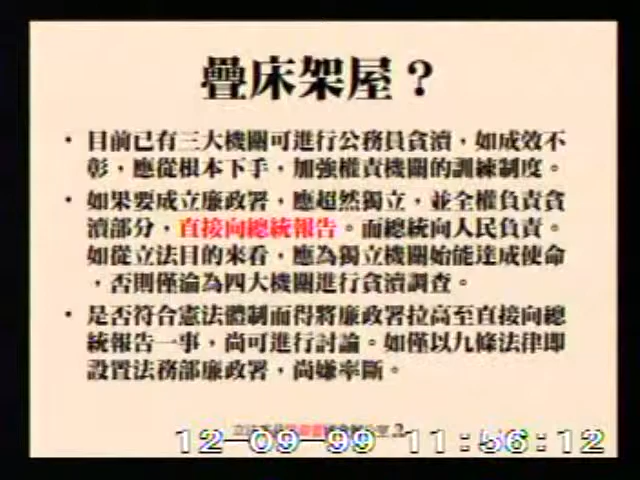 疊床架屋？
• 目前已有三大機關可進行公務員貪瀆，如成效不
彰，應從根本下手，加強權責機關的訓練制度。
• 如果要成立廉政署，應超然獨立，並全權負責貪
瀆部分，直接向總統報告。而總統向人民負責。
如從立法目的來看，應為獨立機關始能達成使命
，否則僅淪為四大機關進行貪瀆調查。
• 是否符合憲法體制而得將廉政署拉高至直接向總
統報告一事，尚可進行討論。如僅以九條法律即
設置法務部廉政署，尚嫌率斷。
2
12-09-99 11:56:12